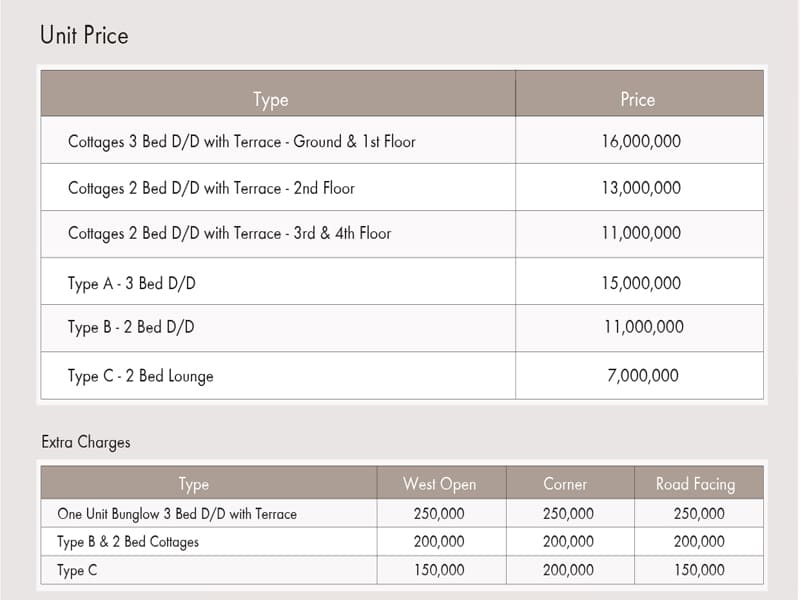 Unit Price
Type Price
Cottages 3 Bed D/D with Terrace - Ground & 1st Floor 16,000,000
Cottages 2 Bed D/D with Terrace - 2nd Floor 13,000,000
Cottages 2 Bed D/D with Terrace - 3rd & 4th Floor 11,000,000
Type A - 3 Bed D/D 15,000,000
Type B - 2 Bed D/D 11,000,000
Type C - 2 Bed Lounge 7,000,000
Extra Charges
Type West Open Corner Road Facing
One Unit Bunglow 3 Bed D/D with Terrace 250,000 250,000 250,000
Type B & 2 Bed Cottages 200,000 200,000 200,000
Type C 150,000 200,000 150,000